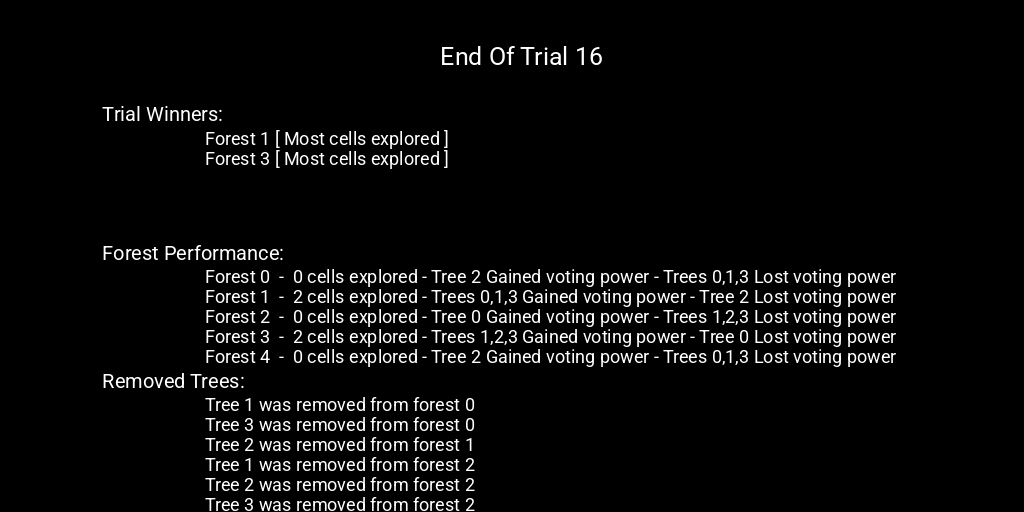 End Of Trial 16
Trial Winners:
Forest 1 [ Most cells explored ]
Forest 3 [ Most cells explored ]
Forest Performance:
Forest 0 - 0 cells explored - Tree 2 Gained voting power - Trees 0,1,3 Lost voting power
Forest 1 - 2 cells explored - Trees 0,1,3 Gained voting power - Tree 2 Lost voting power
Forest 2 - 0 cells explored - Tree 0 Gained voting power - Trees 1,2,3 Lost voting power
Forest 3 - 2 cells explored - Trees 1,2,3 Gained voting power - Tree 0 Lost voting power
Forest 4 - 0 cells explored - Tree 2 Gained voting power - Trees 0,1,3 Lost voting power
Removed Trees:
Tree 1 was removed from forest 0
Tree 3 was removed from forest 0
Tree 2 was removed from forest 1
Tree 1 was removed from forest 2
Tree 2 was removed from forest 2
Tree 3 was removed from forest 2